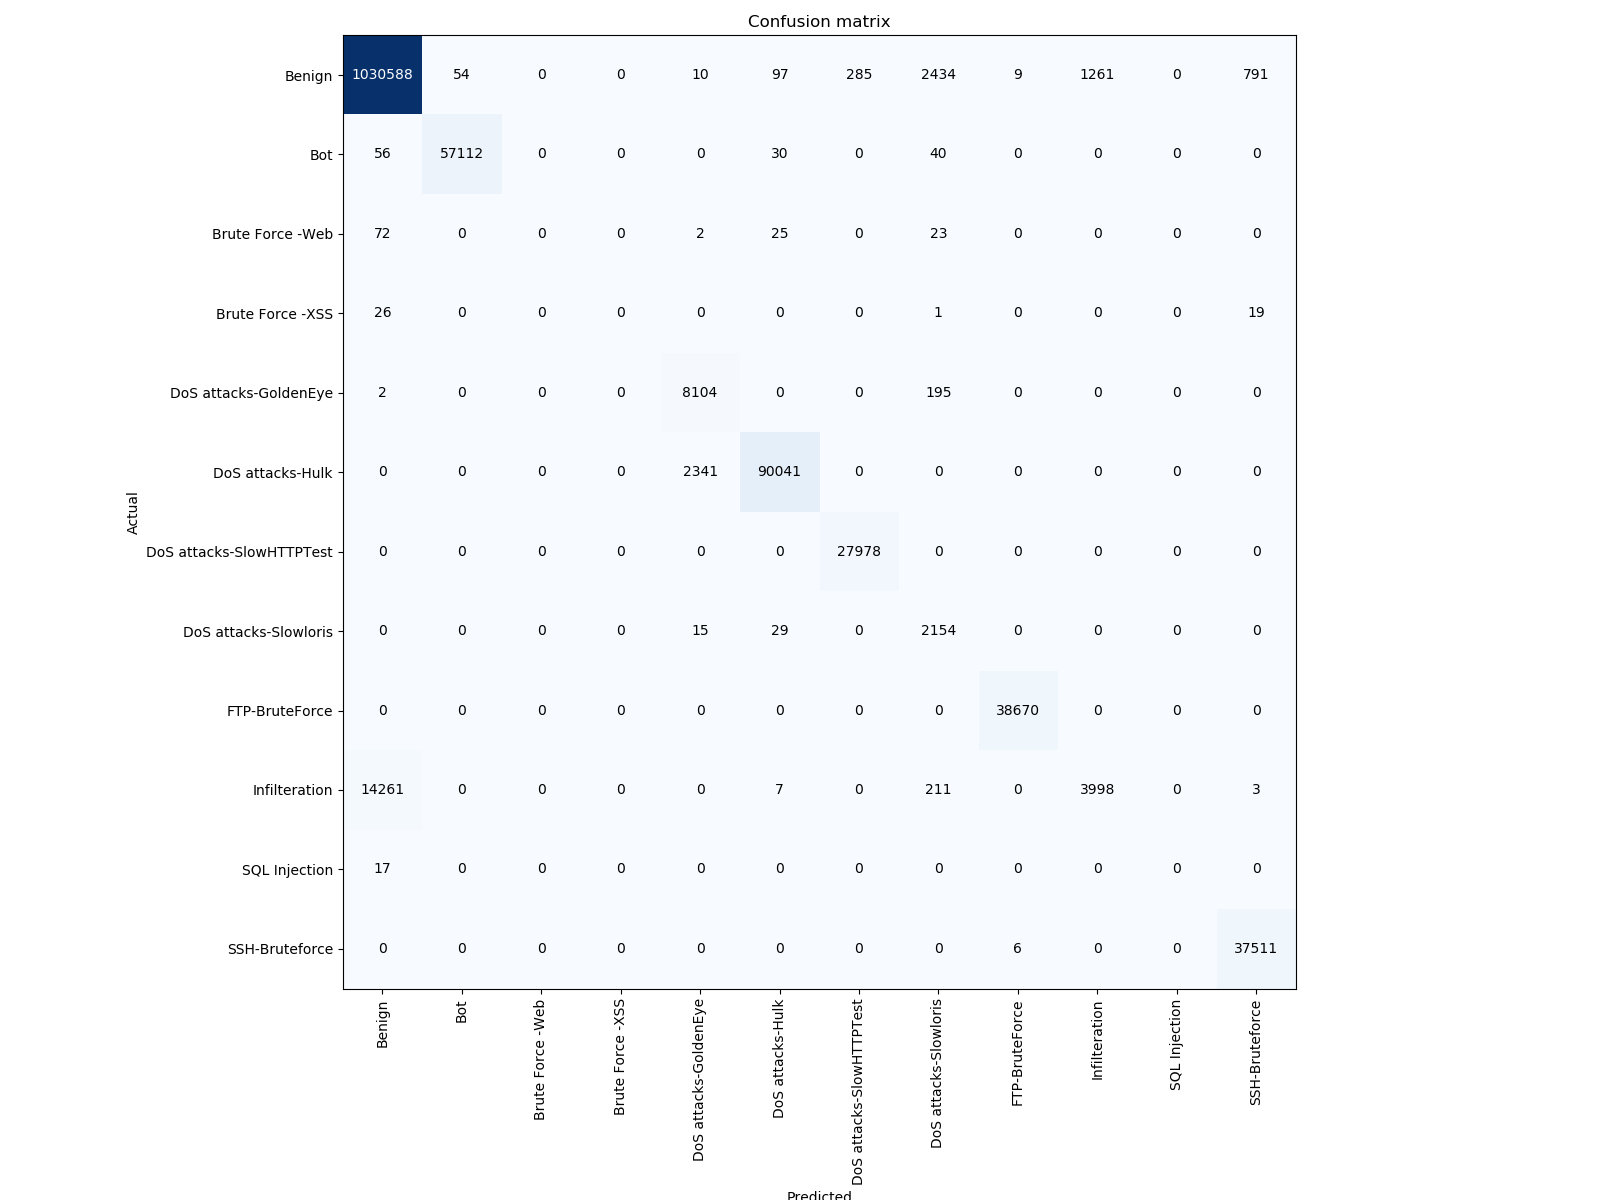 Confusion matrix
Benign 1030588 54 0 0 10 97 285 2434 9 1261 0 791
Bot 56 57112 0 0 0 30 0 40 0 0 0 0
Brute Force -Web 72 0 0 0 2 25 0 23 0 0 0 0
Brute Force -XSS 26 0 0 0 0 0 0 1 0 0 0 19
DoS attacks-GoldenEye 2 0 0 0 8104 0 0 195 0 0 0 0
DoS attacks-Hulk 0 0 0 0 2341 90041 0 0 0 0 0 0
Actual
DoS attacks-SlowHTTPTest 0 0 0 0 0 0 27978 0 0 0 0 0
DoS attacks-Slowloris 0 0 0 0 15 29 0 2154 0 0 0 0
FTP-BruteForce 0 0 0 0 0 0 0 0 38670 0 0 0
Infilteration 14261 0 0 0 0 7 0 211 0 3998 0 3
SQL Injection 17 0 0 0 0 0 0 0 0 0 0 0
SSH-Bruteforce 0 0 0 0 0 0 0 0 6 0 0 37511
Benign
Bot
Brute Force -Web
Brute Force -XSS
DoS attacks-GoldenEye
DoS attacks-Hulk
DoS attacks-SlowHTTPTest
DoS attacks-Slowloris
FTP-BruteForce
Infilteration
SQL Injection
SSH-Bruteforce
Predicted